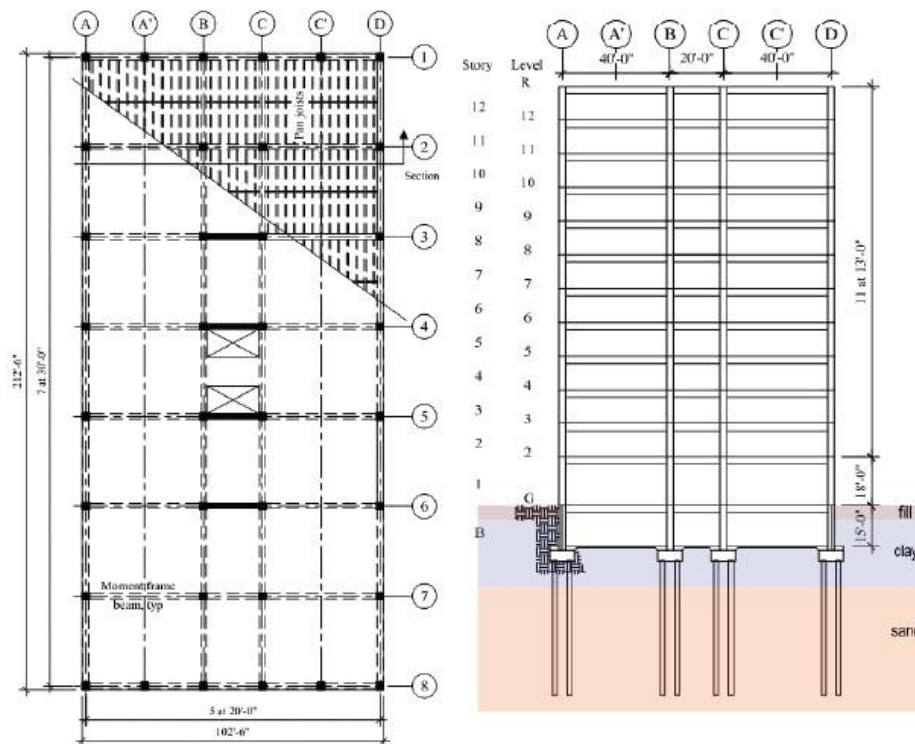 A A' B C C' D
1
2
3
4
5
6
7
8
Pan joists
Section
Moment frame
beam, typ
212'-6"
7 at 30'-0"
5 at 20'-0"
102'-6"
A A' B C C' D
40'-0" 20'-0" 40'-0"
Story Level
R
12
12
11
11
10
10
9
9
8
8
7
7
6
6
5
5
4
4
3
3
2
2
1
G
B
11 at 13'-0"
18'-0"
15'-0"
fill
clay